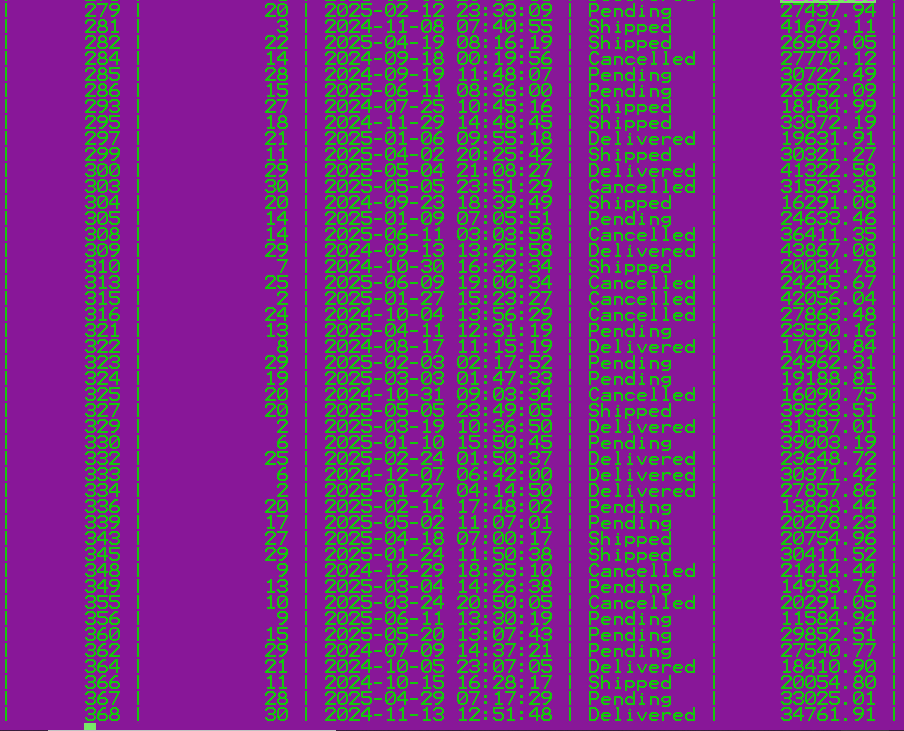 | 279 | 20 | 2025-02-12 23:33:09 | Pending | 27437.94 |
| 281 | 3 | 2024-11-08 07:40:55 | Shipped | 41679.11 |
| 282 | 22 | 2025-04-19 08:16:19 | Shipped | 26969.05 |
| 284 | 14 | 2024-09-18 00:19:56 | Cancelled | 27770.12 |
| 285 | 28 | 2024-09-19 11:48:07 | Pending | 30722.49 |
| 286 | 15 | 2025-06-11 08:36:00 | Pending | 26952.09 |
| 293 | 27 | 2024-07-25 10:45:16 | Shipped | 18184.99 |
| 295 | 18 | 2024-11-29 14:48:45 | Shipped | 33872.19 |
| 297 | 21 | 2025-01-06 09:55:18 | Delivered | 19631.91 |
| 299 | 11 | 2025-04-02 20:25:42 | Shipped | 30321.27 |
| 300 | 29 | 2025-05-04 21:08:27 | Delivered | 41322.58 |
| 303 | 30 | 2025-05-05 23:51:29 | Cancelled | 31523.38 |
| 304 | 20 | 2024-09-23 18:39:49 | Shipped | 16291.08 |
| 305 | 14 | 2025-01-09 07:05:51 | Pending | 24633.46 |
| 308 | 14 | 2025-06-11 03:03:58 | Cancelled | 36411.35 |
| 309 | 29 | 2024-09-13 13:25:58 | Delivered | 43867.08 |
| 310 | 7 | 2024-10-30 16:32:34 | Shipped | 20034.78 |
| 313 | 25 | 2025-06-09 19:00:34 | Cancelled | 24245.67 |
| 315 | 2 | 2025-01-27 15:23:27 | Cancelled | 42056.04 |
| 316 | 24 | 2024-10-04 13:56:29 | Cancelled | 27863.48 |
| 321 | 13 | 2025-04-11 12:31:19 | Pending | 23590.16 |
| 322 | 8 | 2024-08-17 11:15:19 | Delivered | 17090.84 |
| 323 | 29 | 2025-02-03 02:17:52 | Pending | 24962.31 |
| 324 | 19 | 2025-03-03 01:47:33 | Pending | 19188.81 |
| 325 | 20 | 2024-10-31 09:03:34 | Cancelled | 16090.75 |
| 327 | 20 | 2025-05-05 23:49:05 | Shipped | 39563.51 |
| 329 | 2 | 2025-03-19 10:36:50 | Delivered | 31387.01 |
| 330 | 6 | 2025-01-10 15:50:45 | Pending | 39003.19 |
| 332 | 25 | 2025-02-24 01:50:37 | Delivered | 23648.72 |
| 333 | 6 | 2024-12-07 06:42:00 | Delivered | 30371.42 |
| 334 | 2 | 2025-01-27 04:14:50 | Delivered | 27857.86 |
| 336 | 20 | 2025-02-14 17:48:02 | Pending | 13868.44 |
| 339 | 17 | 2025-05-02 11:07:01 | Pending | 20278.23 |
| 343 | 27 | 2025-04-18 07:00:17 | Shipped | 20754.96 |
| 345 | 29 | 2025-01-24 11:50:38 | Shipped | 30411.52 |
| 348 | 9 | 2024-12-29 18:35:10 | Cancelled | 21414.44 |
| 349 | 13 | 2025-03-04 14:26:38 | Pending | 14938.76 |
| 355 | 10 | 2025-03-24 20:50:05 | Cancelled | 20291.05 |
| 356 | 9 | 2025-06-11 13:30:19 | Pending | 11584.94 |
| 360 | 15 | 2025-05-20 13:07:43 | Pending | 29852.51 |
| 362 | 29 | 2024-07-09 14:37:21 | Pending | 27540.77 |
| 364 | 21 | 2024-10-05 23:07:05 | Delivered | 18410.90 |
| 366 | 11 | 2024-10-15 16:28:17 | Shipped | 20054.80 |
| 367 | 28 | 2025-04-29 07:17:29 | Pending | 33025.01 |
| 368 | 30 | 2024-11-13 12:51:48 | Delivered | 34761.91 |